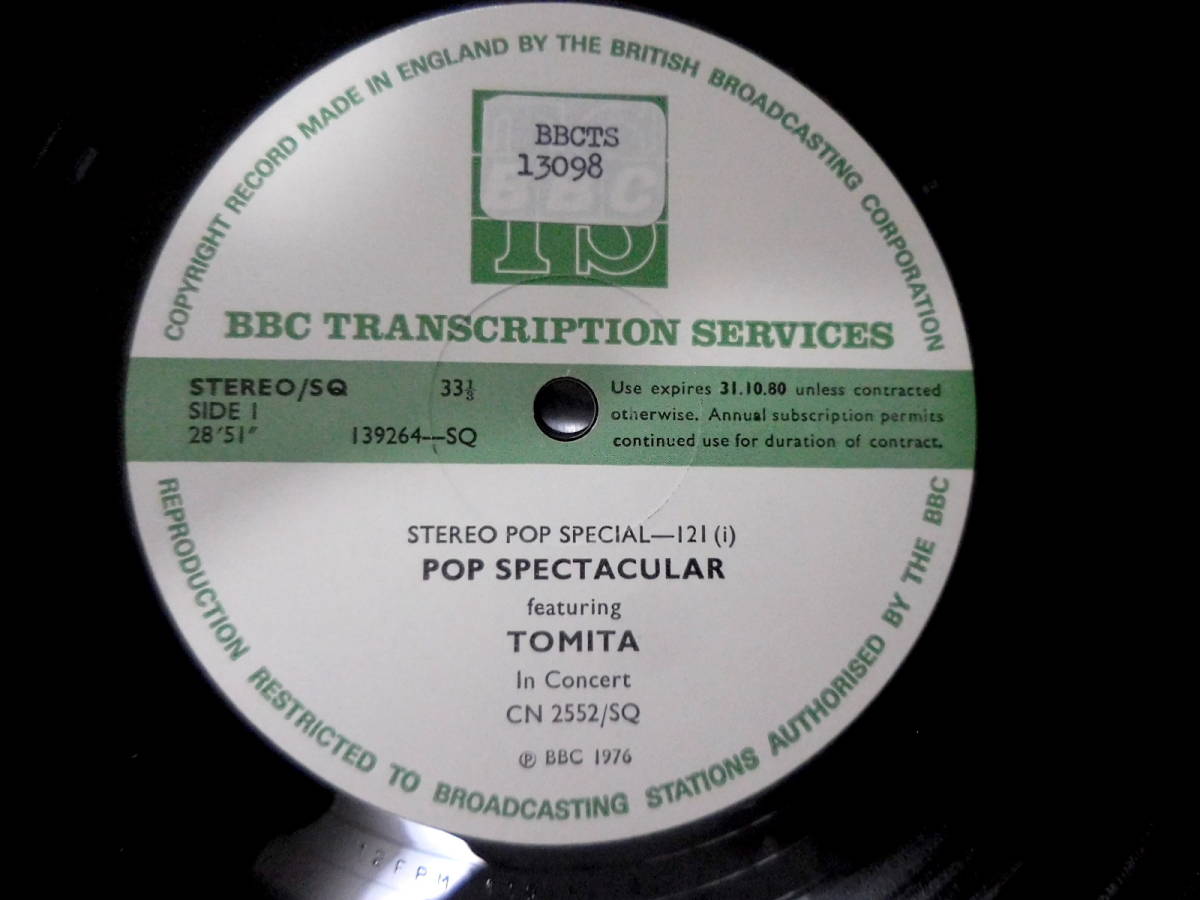 COPYRIGHT RECORD MADE IN ENGLAND BY THE BRITISH BROADCASTING CORPORATION
BBCTS
13098
BBC
TS
BBC TRANSCRIPTION SERVICES
STEREO/SQ 33⅓
SIDE 1
28'51" 139264—SQ
Use expires 31.10.80 unless contracted
otherwise. Annual subscription permits
continued use for duration of contract.
STEREO POP SPECIAL—121 (i)
POP SPECTACULAR
featuring
TOMITA
In Concert
CN 2552/SQ
℗ BBC 1976
REPRODUCTION RESTRICTED TO BROADCASTING STATIONS AUTHORISED BY THE BBC